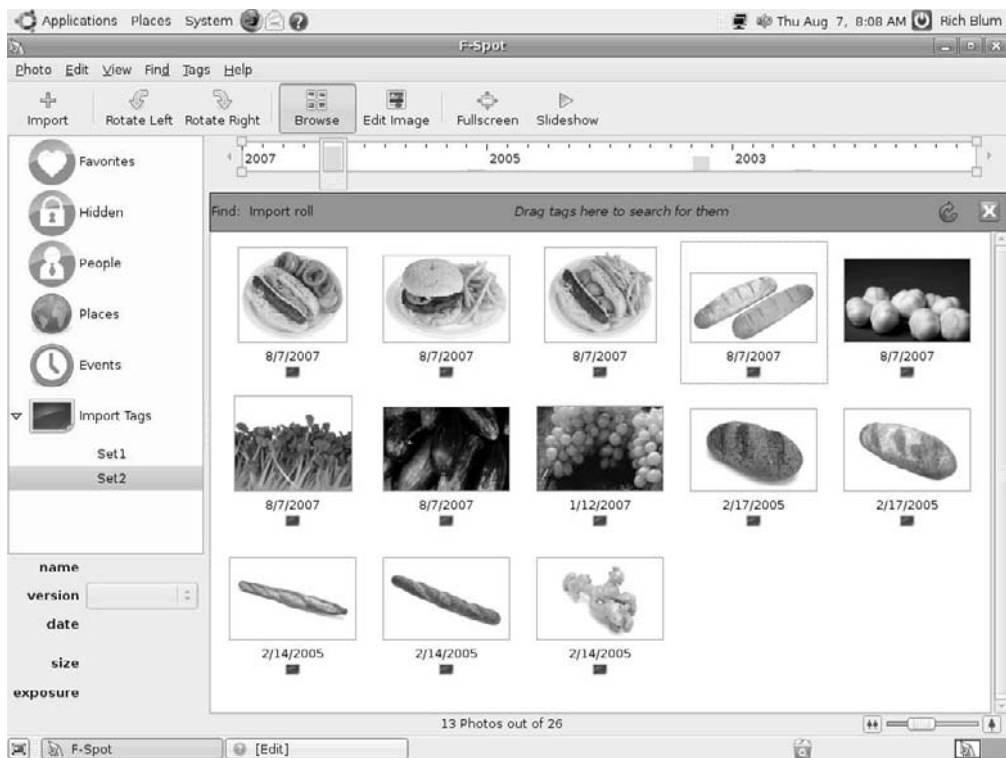 Applications Places System Thu Aug 7, 8:08 AM Rich Blum
F-Spot
Photo Edit View Find Tags Help
Import Rotate Left Rotate Right Browse Edit Image Fullscreen Slideshow
Favorites
Hidden
People
Places
Events
Import Tags
Set1
Set2
name
version
date
size
exposure
2007 2005 2003
Find: Import roll Drag tags here to search for them
8/7/2007 8/7/2007 8/7/2007 8/7/2007 8/7/2007
8/7/2007 8/7/2007 1/12/2007 2/17/2005 2/17/2005
2/14/2005 2/14/2005 2/14/2005
13 Photos out of 26
F-Spot [Edit]